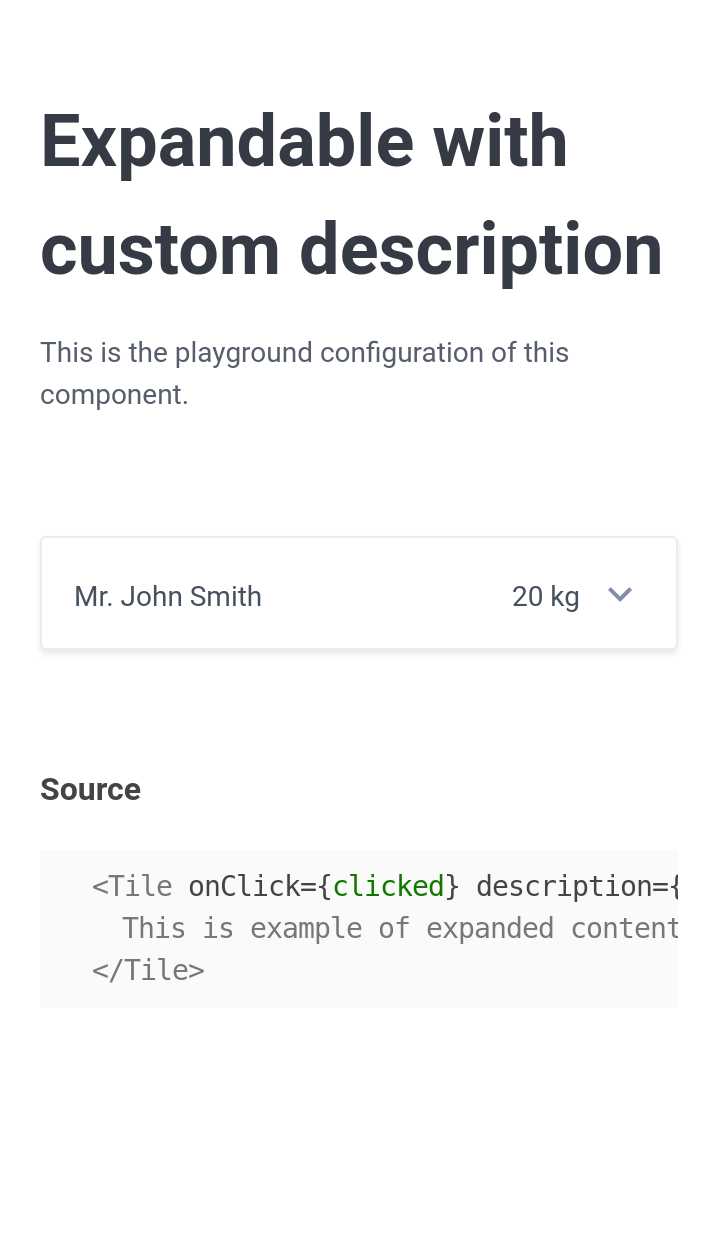 Expandable with
custom description
This is the playground configuration of this
component.
Mr. John Smith 20 kg
Source
<Tile onClick={clicked} description={
This is example of expanded content
</Tile>